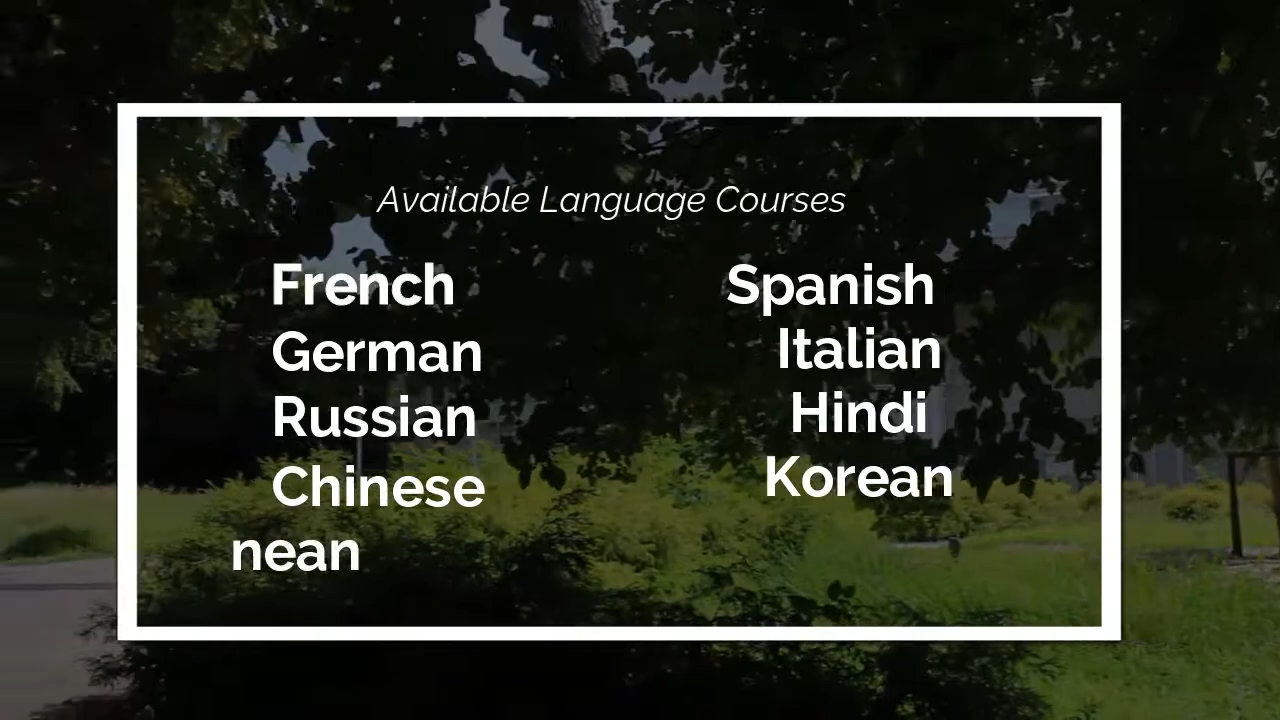 Available Language Courses
French
German
Russian
Chinese
nean
Spanish
Italian
Hindi
Korean